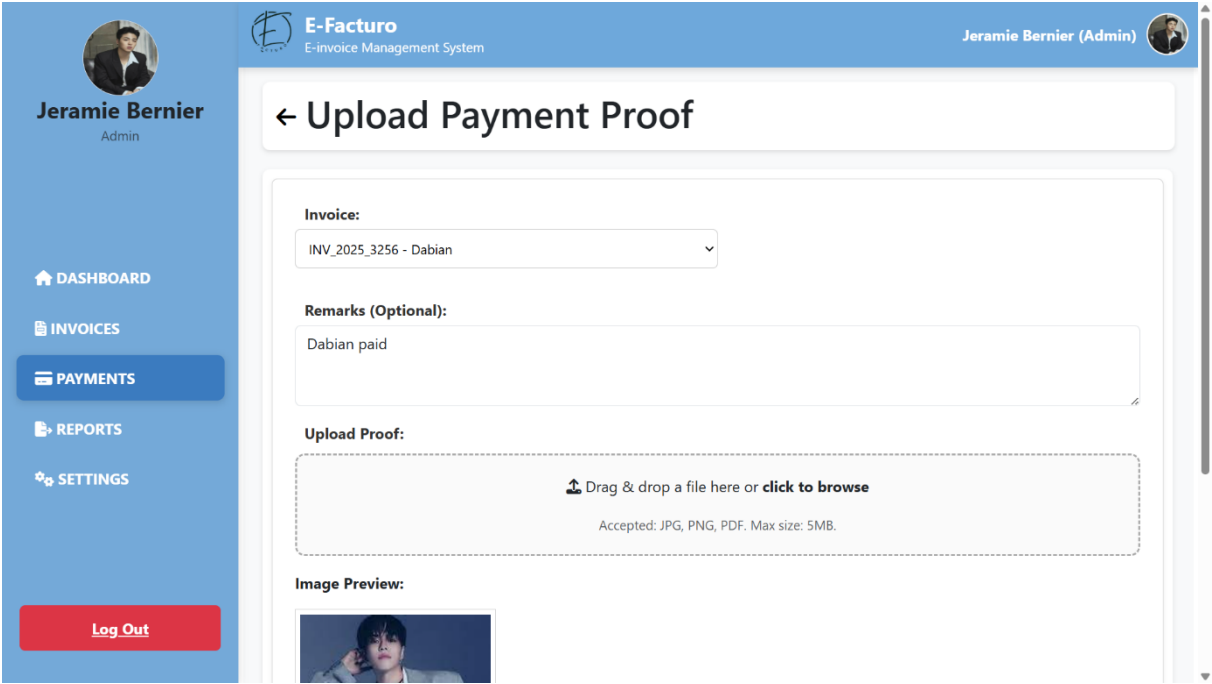 Jeramie Bernier
Admin
DASHBOARD
INVOICES
PAYMENTS
REPORTS
SETTINGS
Log Out
E-Facturo
E-invoice Management System
Jeramie Bernier (Admin)
Upload Payment Proof
Invoice:
INV_2025_3256 - Dabian
Remarks (Optional):
Dabian paid
Upload Proof:
Drag & drop a file here or click to browse
Accepted: JPG, PNG, PDF. Max size: 5MB.
Image Preview: